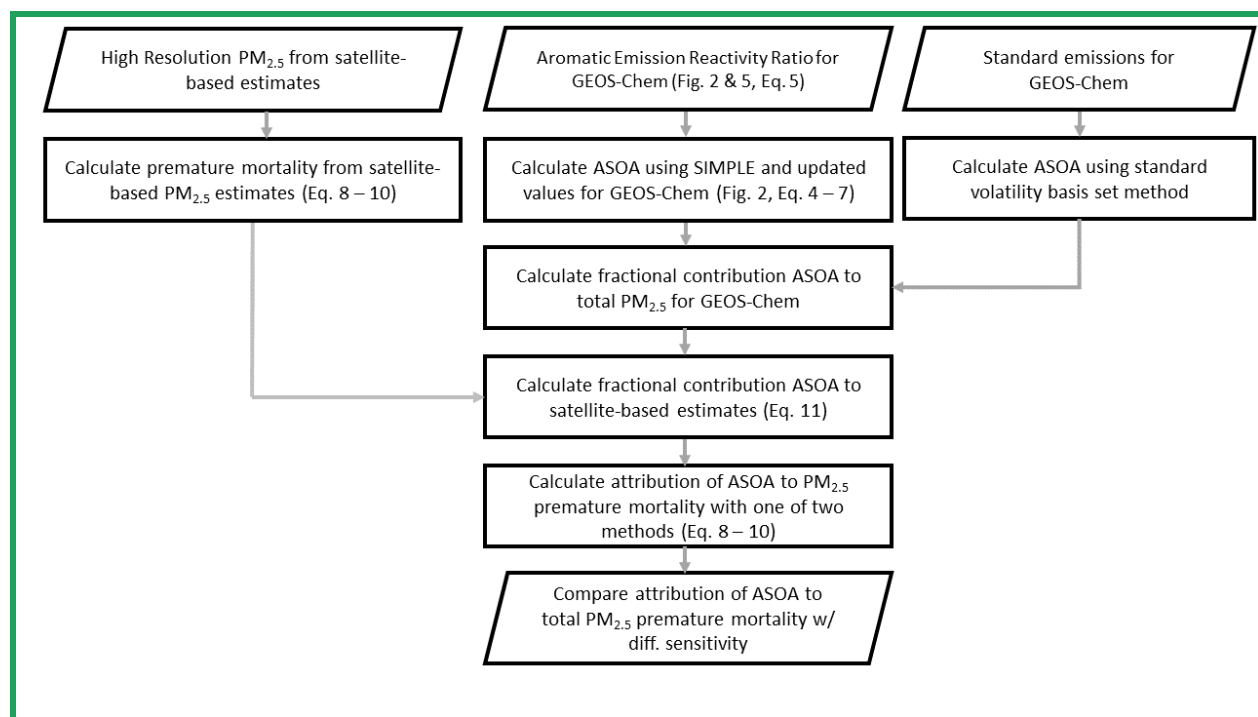 High Resolution PM2.5 from satellite-
based estimates
Aromatic Emission Reactivity Ratio for
GEOS-Chem (Fig. 2 & 5, Eq. 5)
Standard emissions for
GEOS-Chem
Calculate premature mortality from satellite-
based PM2.5 estimates (Eq. 8 – 10)
Calculate ASOA using SIMPLE and updated
values for GEOS-Chem (Fig. 2, Eq. 4 – 7)
Calculate ASOA using standard
volatility basis set method
Calculate fractional contribution ASOA to
total PM2.5 for GEOS-Chem
Calculate fractional contribution ASOA to
satellite-based estimates (Eq. 11)
Calculate attribution of ASOA to PM2.5
premature mortality with one of two
methods (Eq. 8 – 10)
Compare attribution of ASOA to
total PM2.5 premature mortality w/
diff. sensitivity